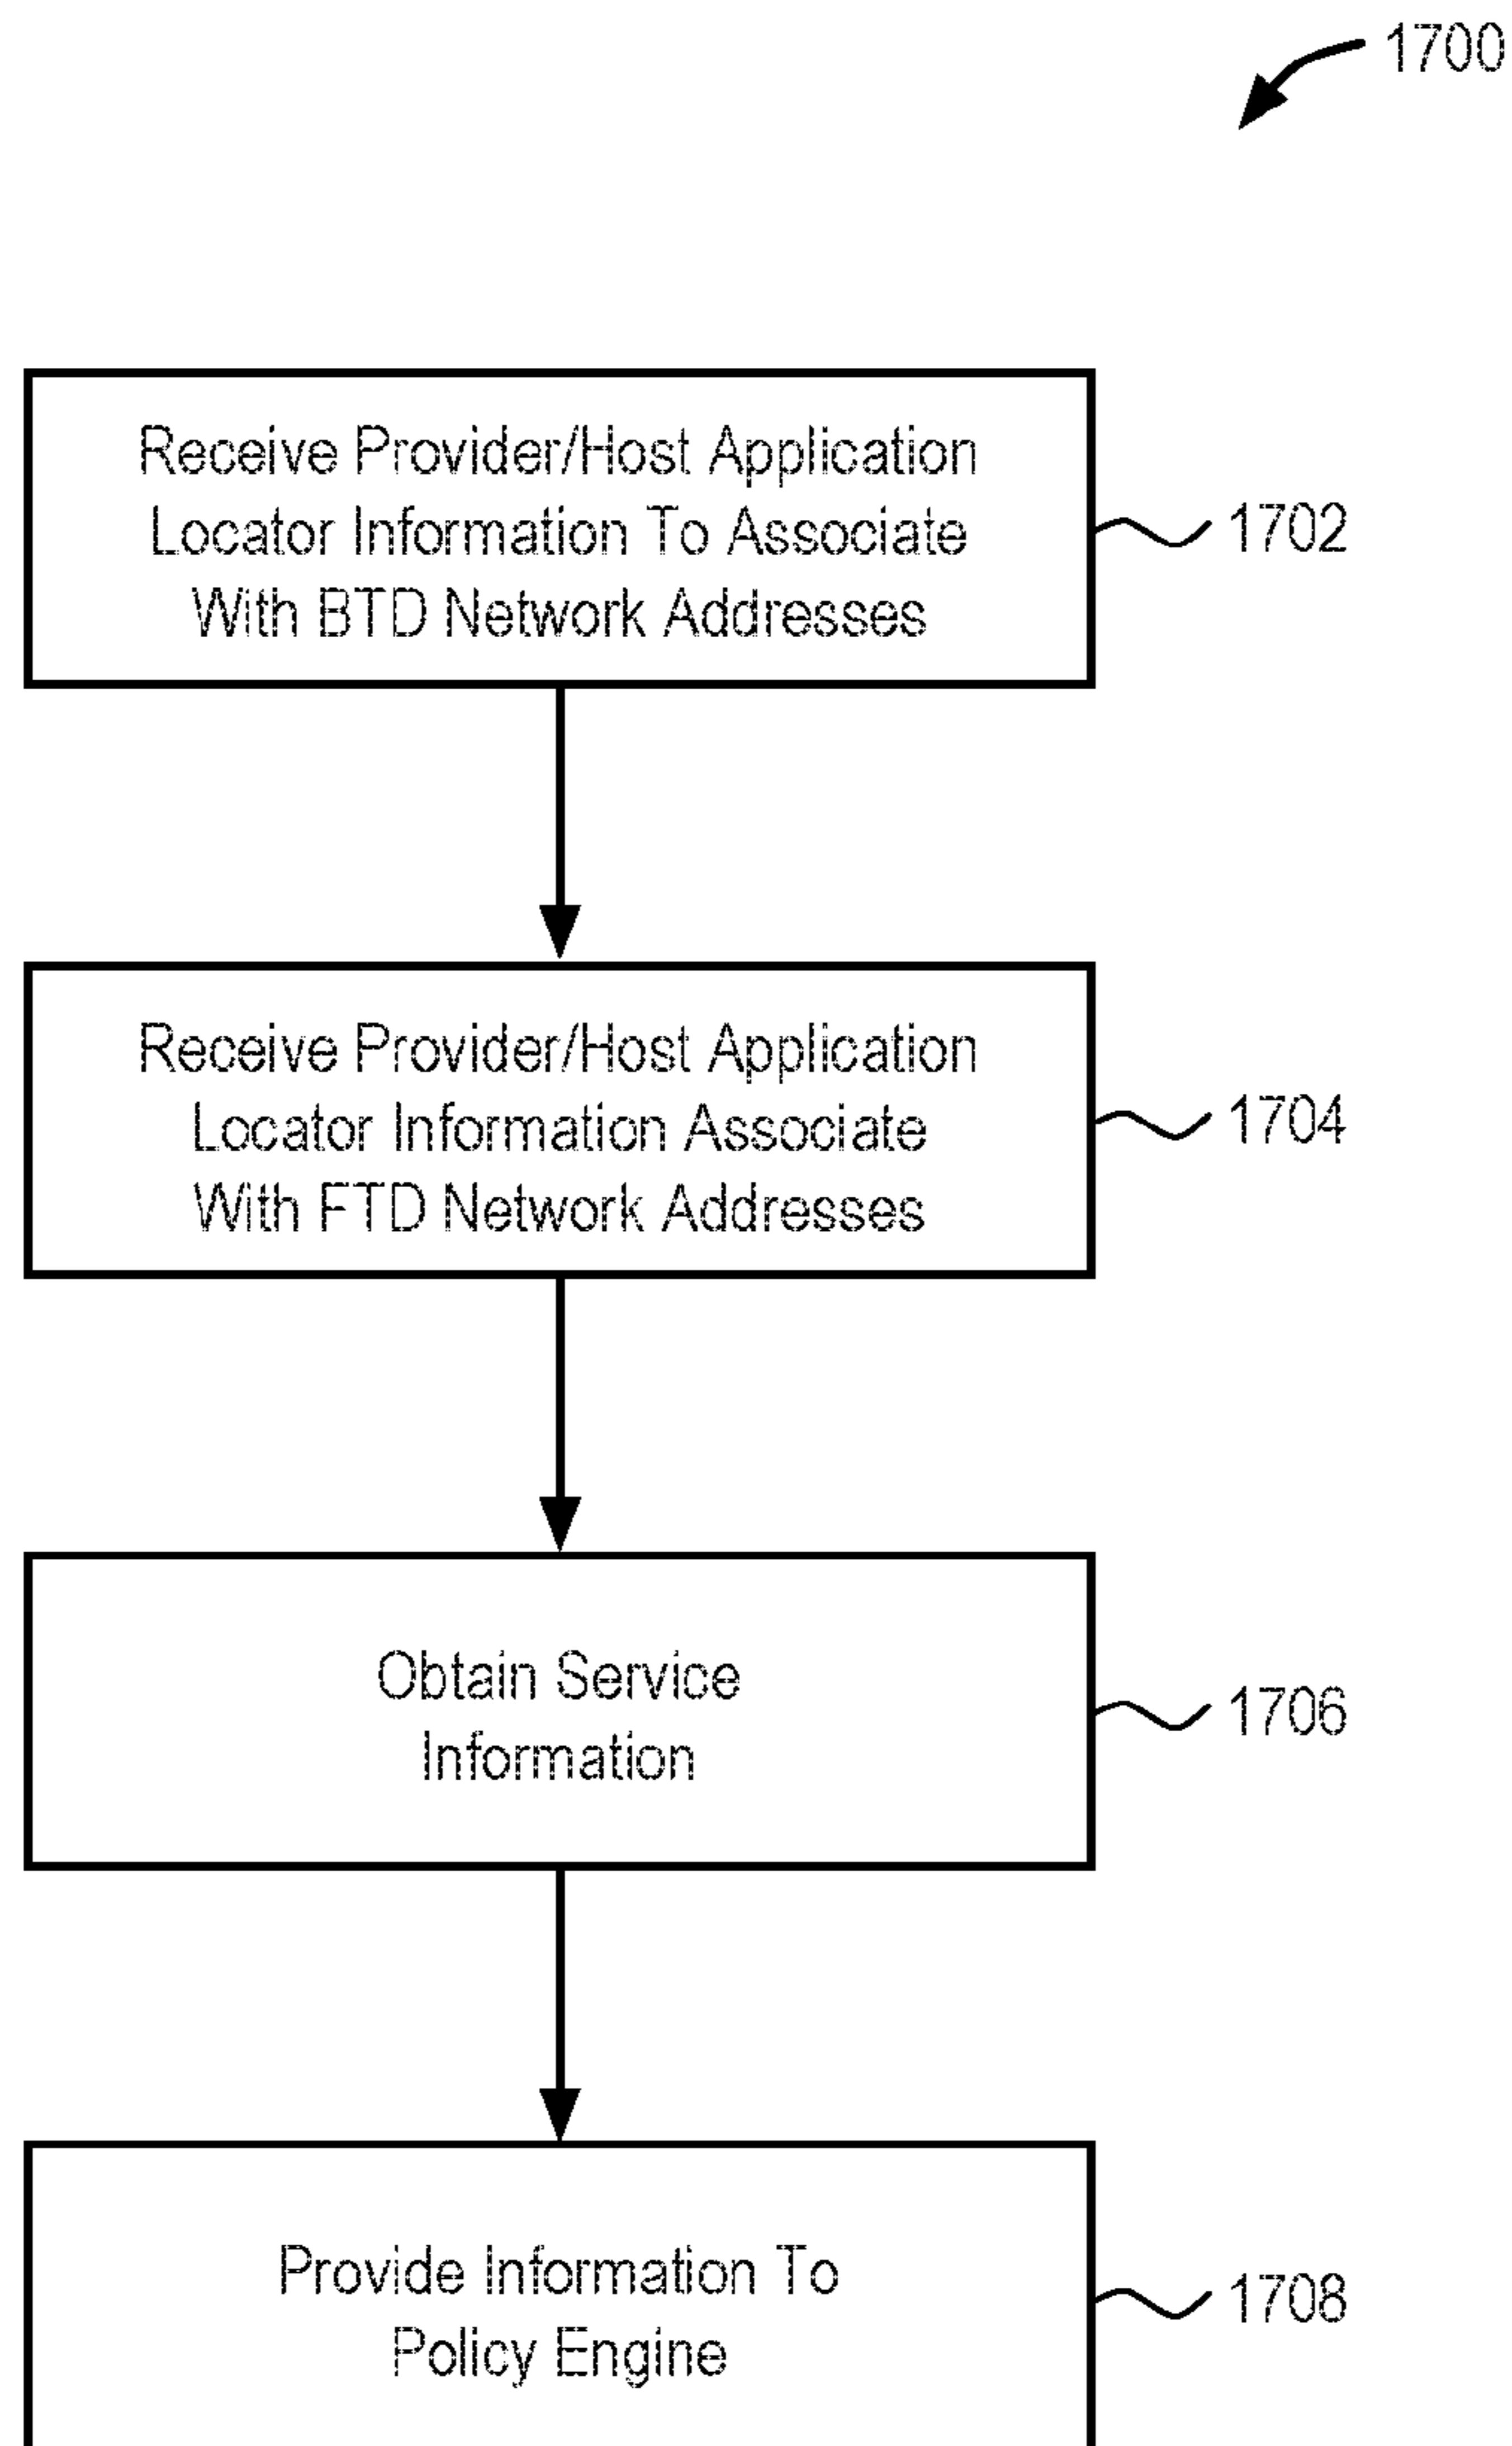 1700
Receive Provider/Host Application
Locator Information To Associate
With BTD Network Addresses
1702
Receive Provider/Host Application
Locator Information Associate
With FTD Network Addresses
1704
Obtain Service
Information
1706
Provide Information To
Policy Engine
1708